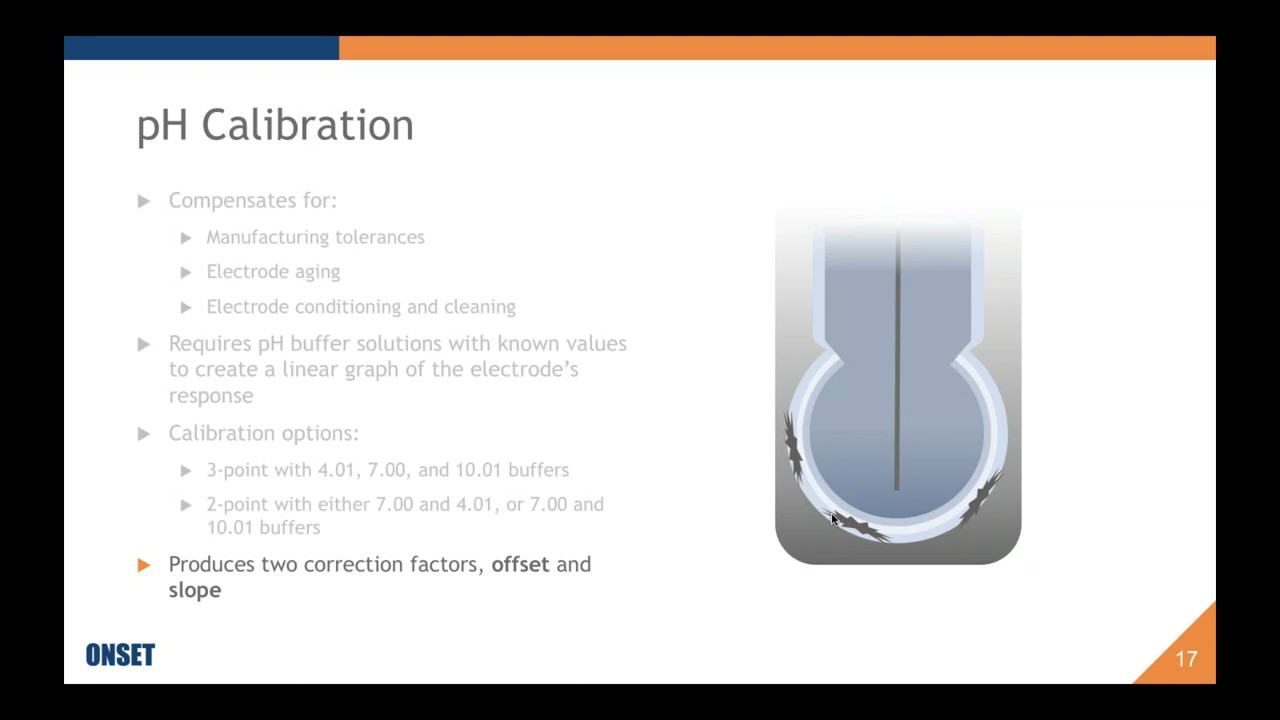 pH Calibration
Compensates for:
Manufacturing tolerances
Electrode aging
Electrode conditioning and cleaning
Requires pH buffer solutions with known values
to create a linear graph of the electrode's
response
Calibration options:
3-point with 4.01, 7.00, and 10.01 buffers
2-point with either 7.00 and 4.01, or 7.00 and
10.01 buffers
Produces two correction factors, offset and
slope
ONSET
17